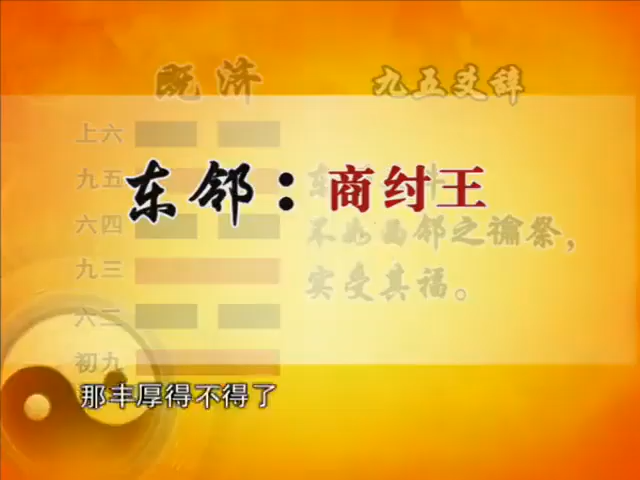 既济
九五爻辞
上六
九五
东邻：商纣王
六四
不如西邻之禴祭，
九三
实受其福。
六二
初九
那丰厚得不得了